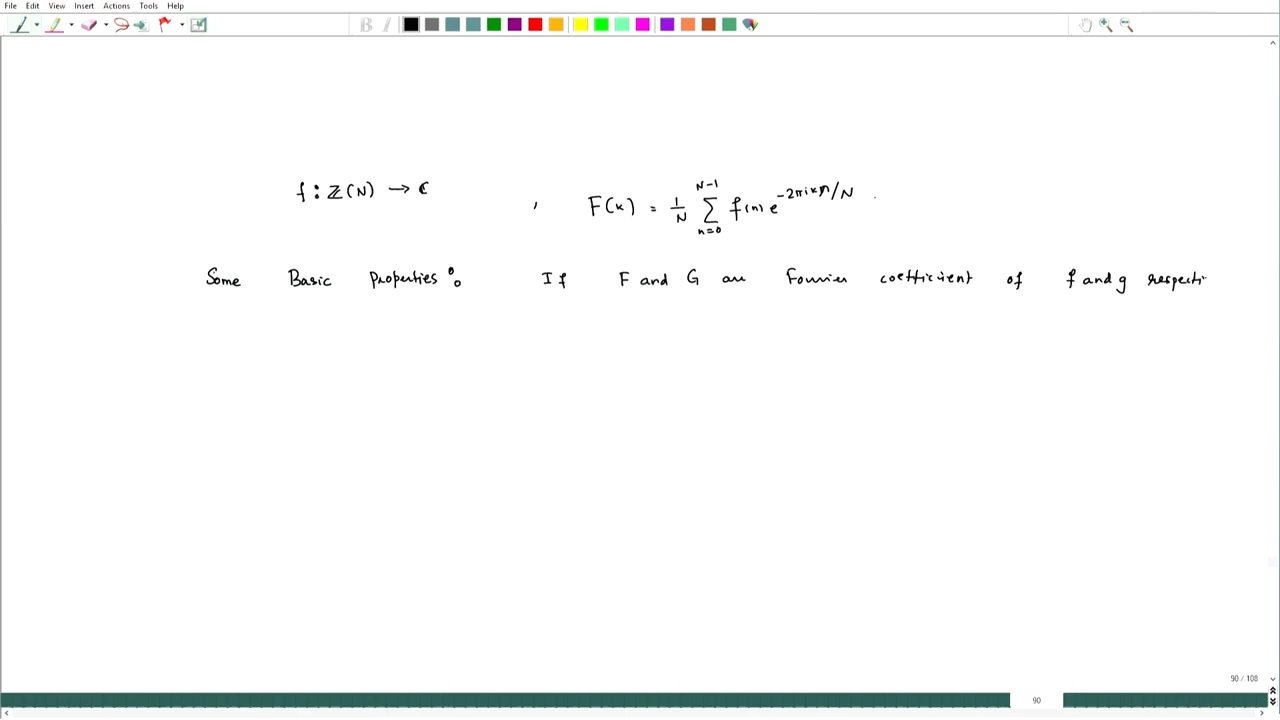 File Edit View Insert Actions Tools Help
B I
f : ℤ(N) → ℂ , F(k) = 1/N ∑_{n=0}^{N-1} f(n) e^{-2πikn/N}
Some Basic Properties : If F and G are Fourier coefficient of f and g respecti
90 / 108
90